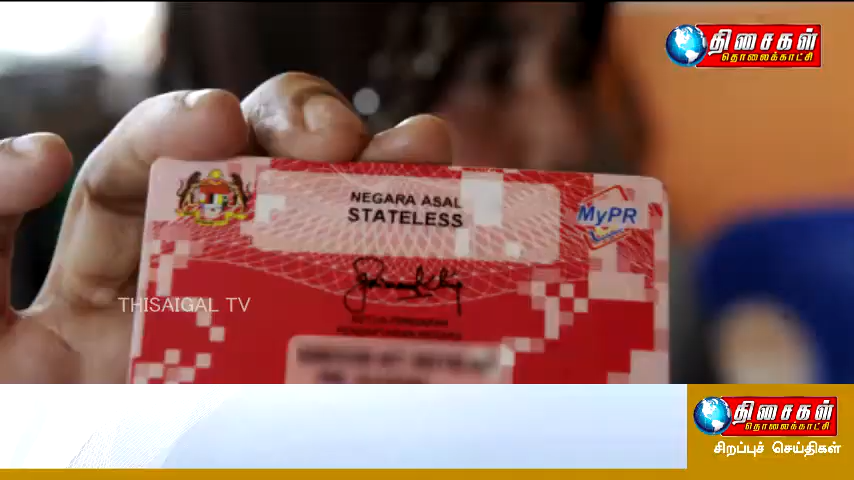 திசைகள்
தொலைக்காட்சி
NEGARA ASAL
STATELESS
MyPR
THISAIGAL TV
திசைகள்
தொலைக்காட்சி
சிறப்புச் செய்திகள்